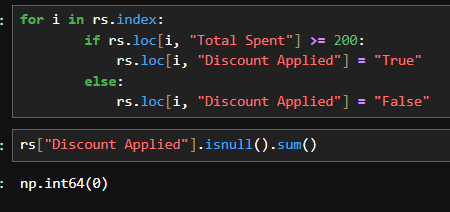 : for i in rs.index:
if rs.loc[i, "Total Spent"] >= 200:
rs.loc[i, "Discount Applied"] = "True"
else:
rs.loc[i, "Discount Applied"] = "False"
: rs["Discount Applied"].isnull().sum()
: np.int64(0)